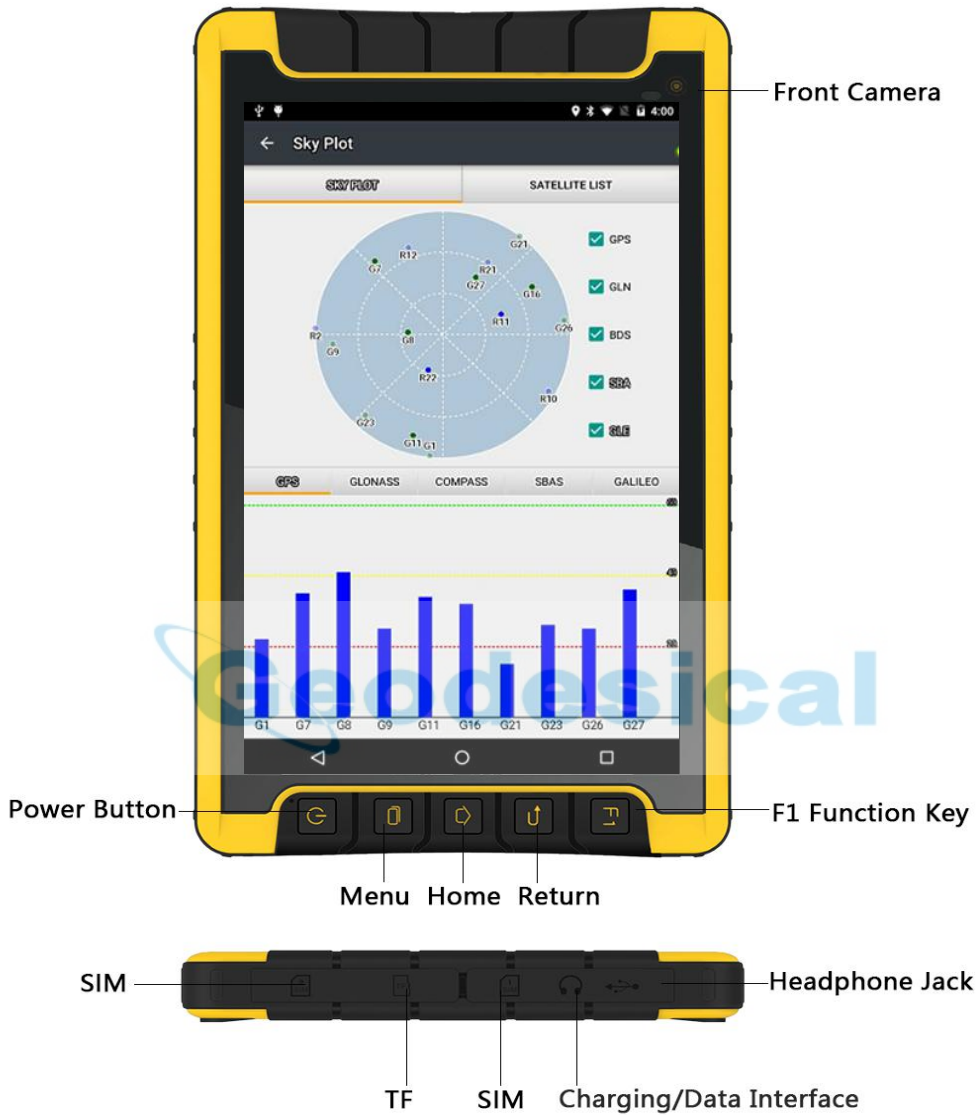 Front Camera
4:00
Sky Plot
SKY PLOT
SATELLITE LIST
G21
GPS
R12
G7
R21
G27
G16
GLN
R11
R2
G26
BDS
G8
G9
R22
SBA
R10
G23
G11
G1
GLE
GPS
GLONASS
COMPASS
SBAS
GALILEO
Geodesical
G1
G7
G8
G9
G11
G16
G21
G23
G26
G27
Power Button
F1
F1 Function Key
Menu
Home
Return
SIM
Headphone Jack
TF
SIM
Charging/Data Interface